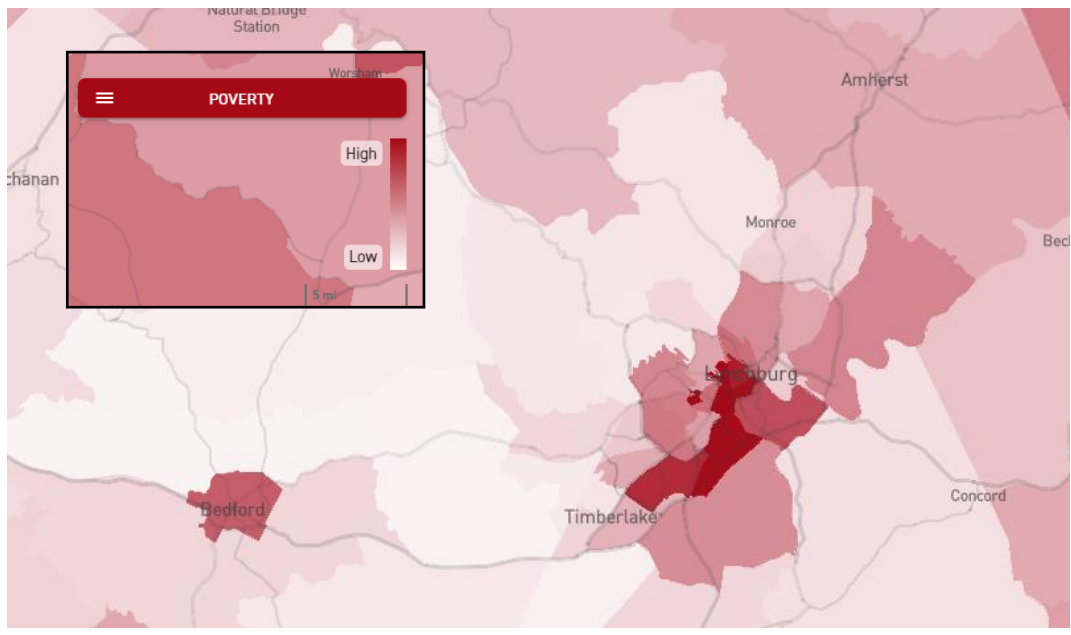 Natural Bridge
Station
Worsham
POVERTY
High
Low
5 mi
chanan
Amherst
Monroe
Bec
Lynchburg
Bedford
Timberlake
Concord